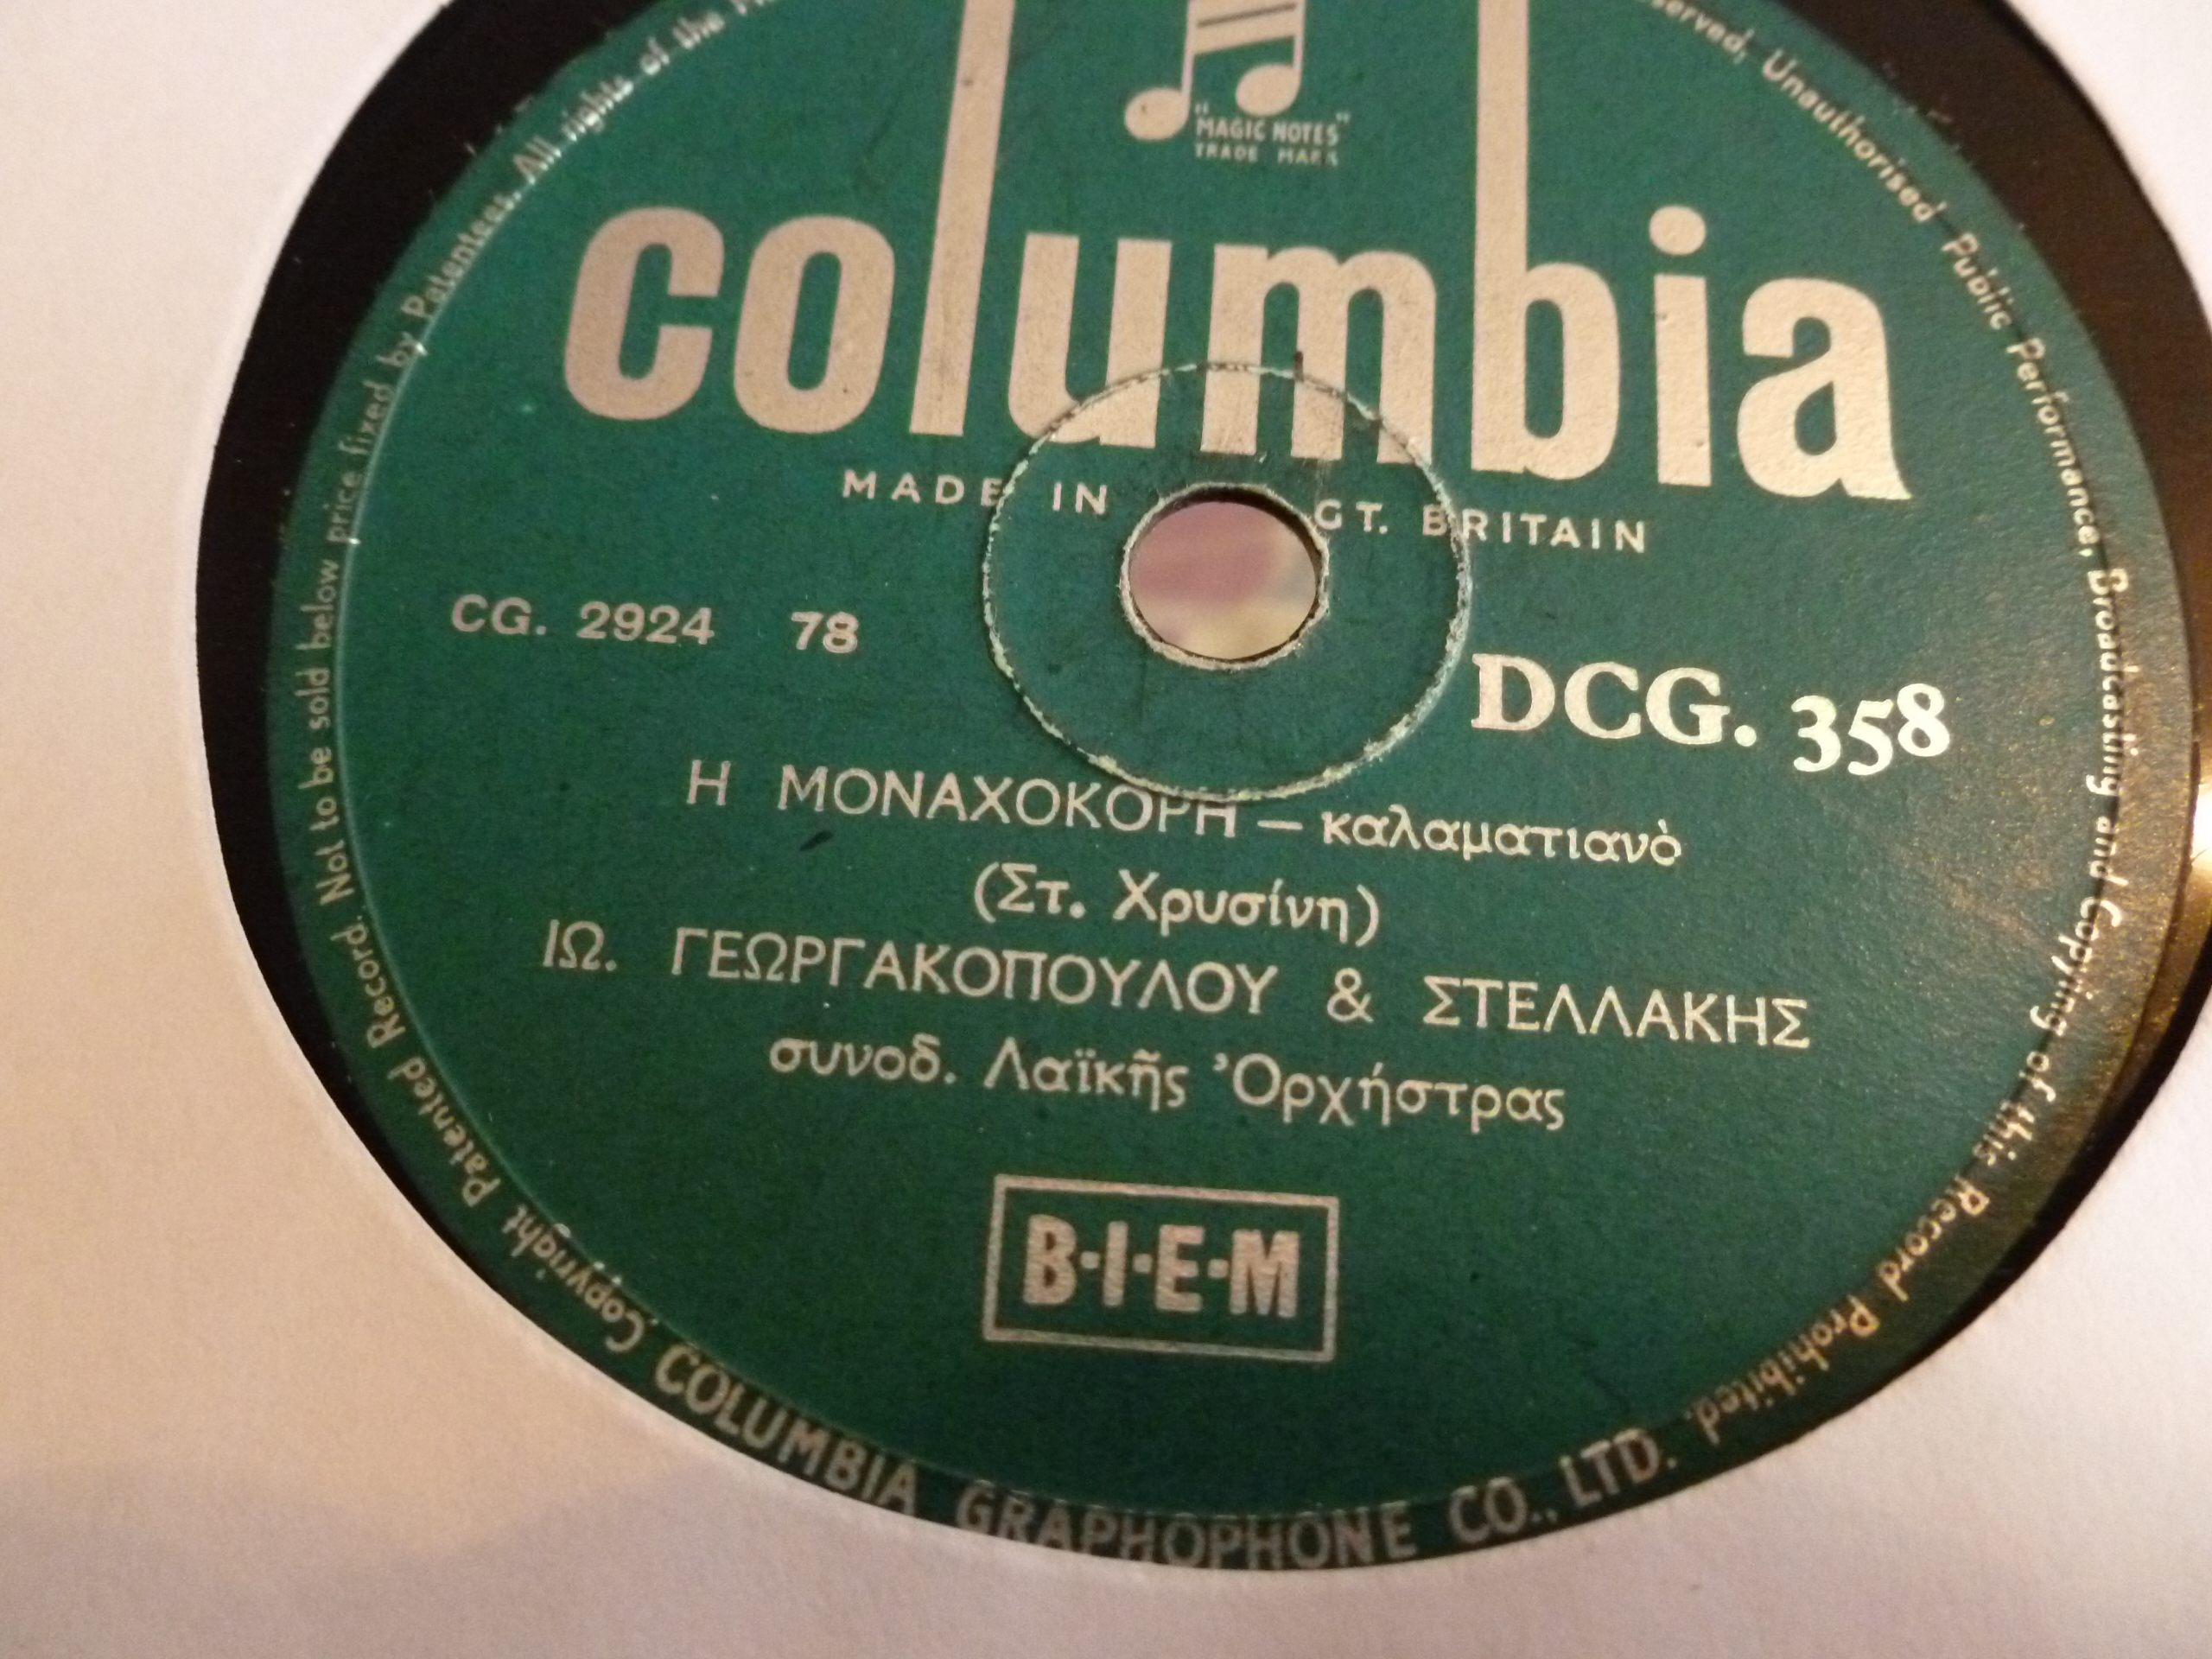 "MAGIC NOTES"
TRADE MARK
columbia
MADE IN GT. BRITAIN
CG. 2924 78
DCG. 358
Η ΜΟΝΑΧΟΚΟΡΗ — καλαματιανὸ
(Στ. Χρυσίνη)
ΙΩ. ΓΕΩΡΓΑΚΟΠΟΥΛΟΥ & ΣΤΕΛΛΑΚΗΣ
συνοδ. Λαϊκῆς Ὀρχήστρας
B·I·E·M
Copyright Patented Record. Not to be sold below price fixed by Patentees. All rights of the
Unauthorised Public Performance, Broadcasting and Copying of this Record Prohibited.
COLUMBIA GRAPHOPHONE CO., LTD.